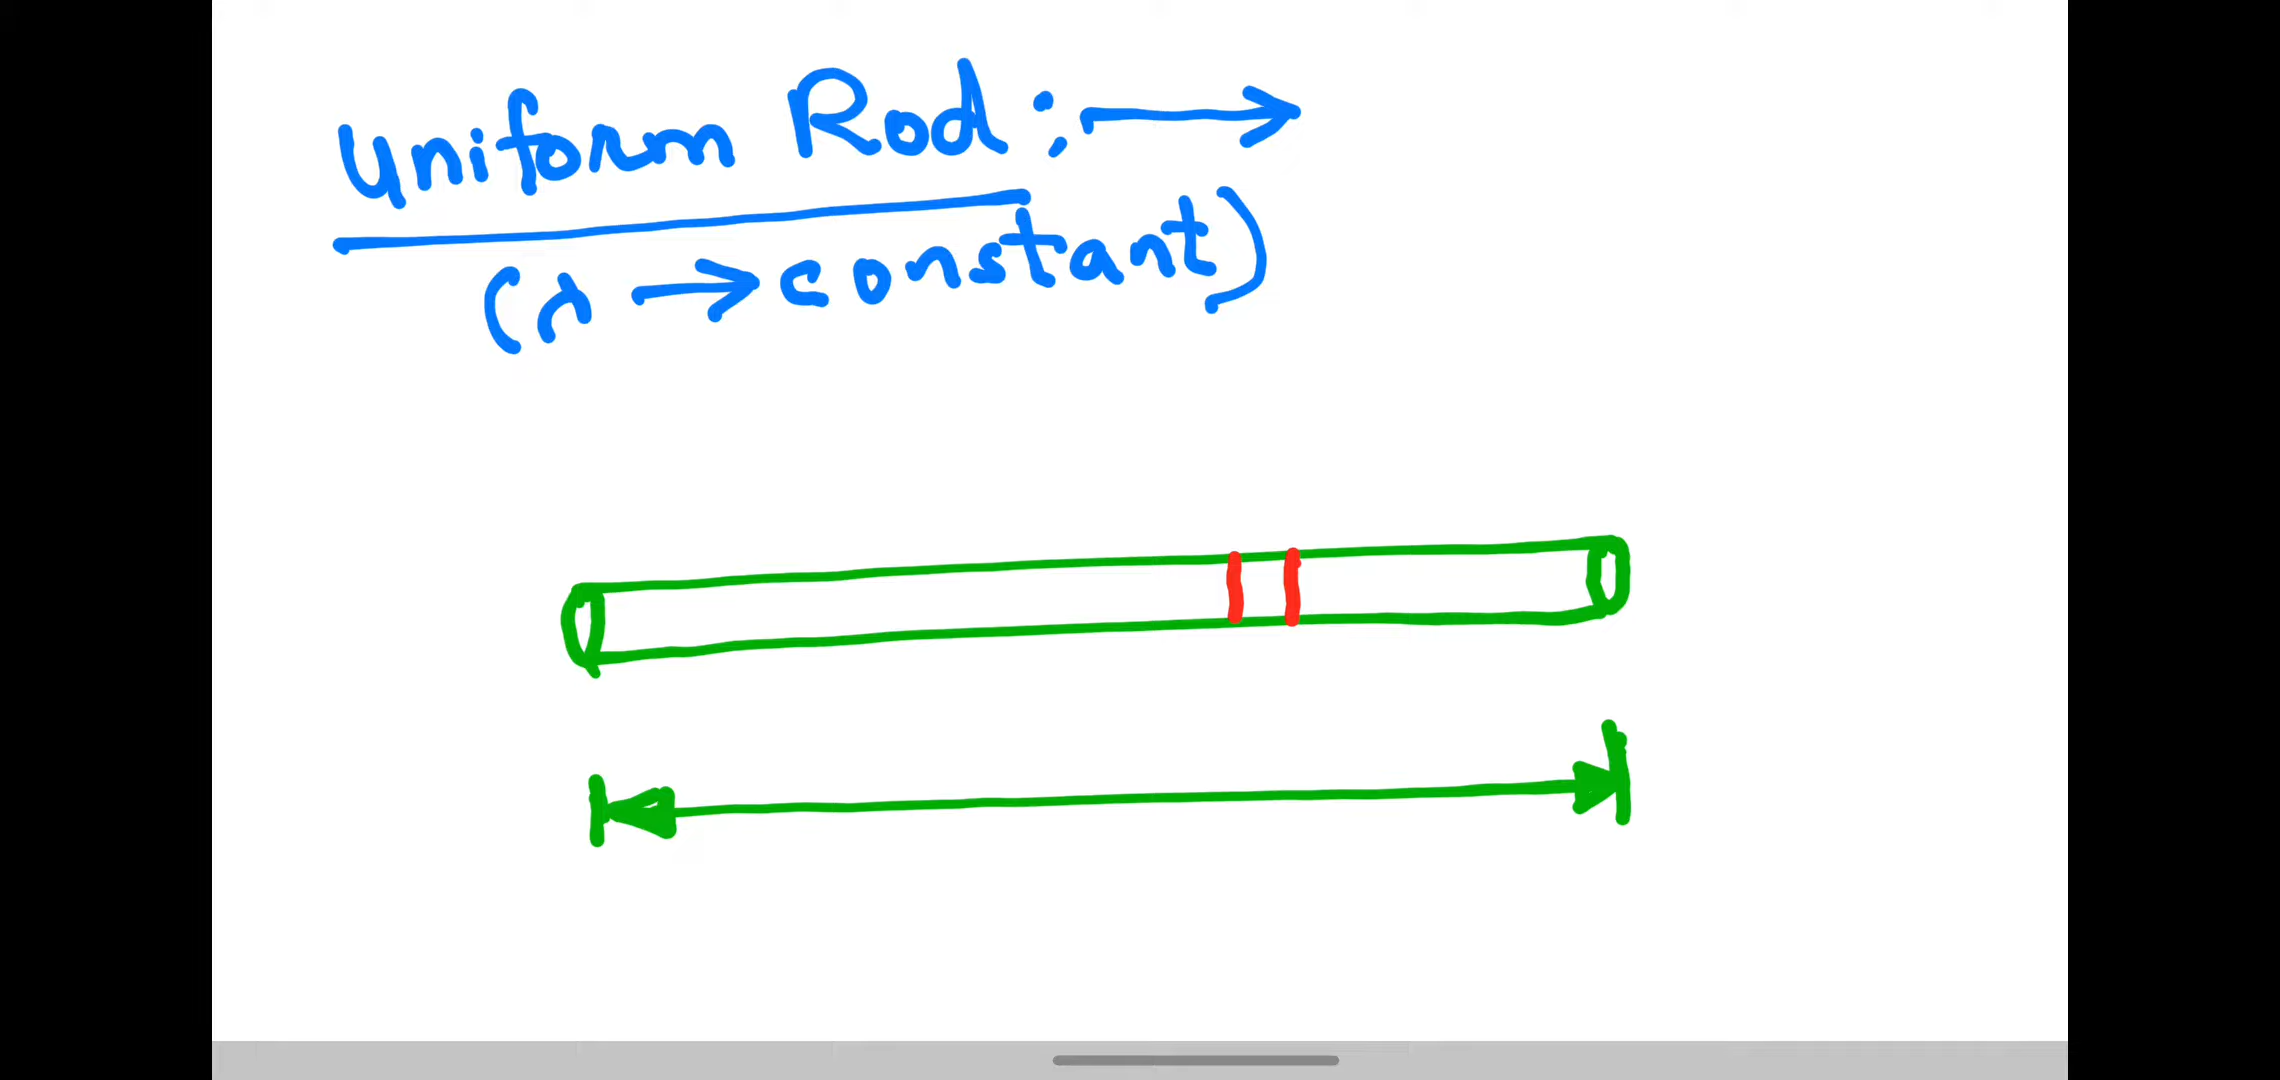 Uniform Rod :→
(λ → constant)